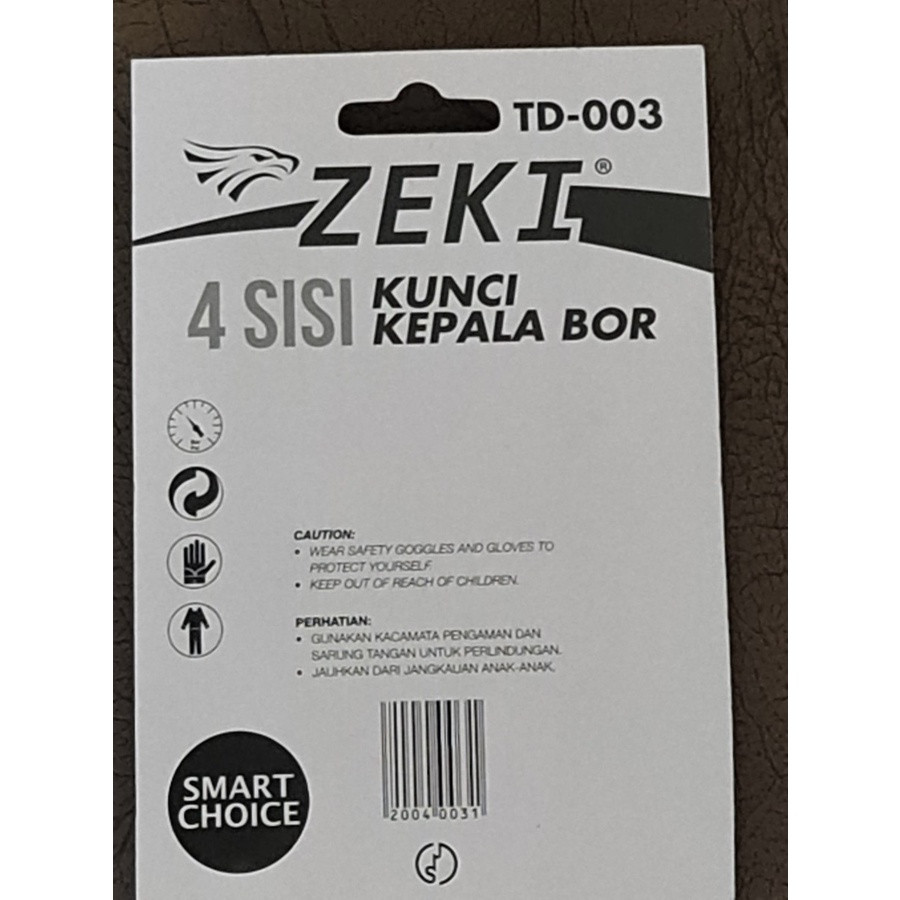 TD-003
ZEKI®
4 SISI KUNCI
KEPALA BOR
CAUTION:
• WEAR SAFETY GOGGLES AND GLOVES TO
PROTECT YOURSELF.
• KEEP OUT OF REACH OF CHILDREN.
PERHATIAN:
• GUNAKAN KACAMATA PENGAMAN DAN
SARUNG TANGAN UNTUK PERLINDUNGAN.
• JAUHKAN DARI JANGKAUAN ANAK-ANAK.
SMART
CHOICE
2004 0031